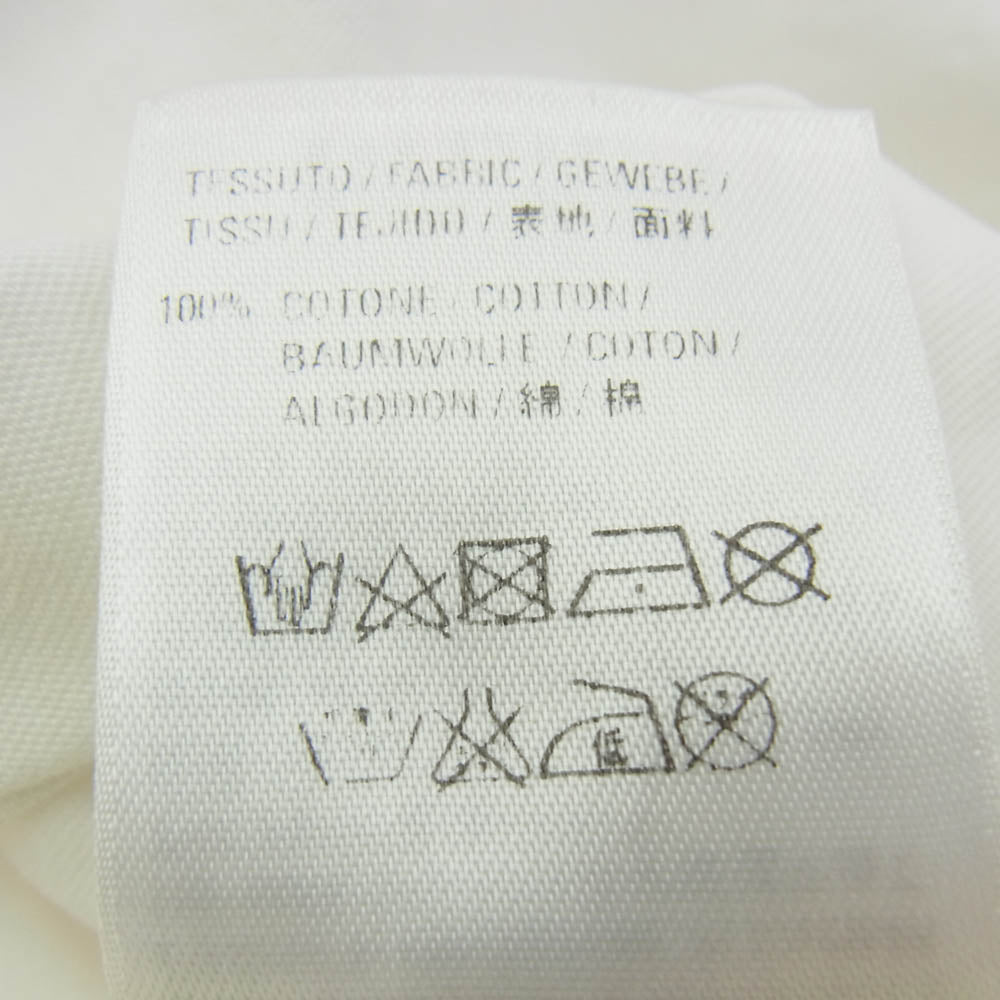 TESSUTO / FABRIC / GEWEBE /
TISSU / TEJIDO / 表地 / 面料
100% COTONE COTTON /
BAUMWOLLE / COTON /
ALGODON / 綿 / 棉
低